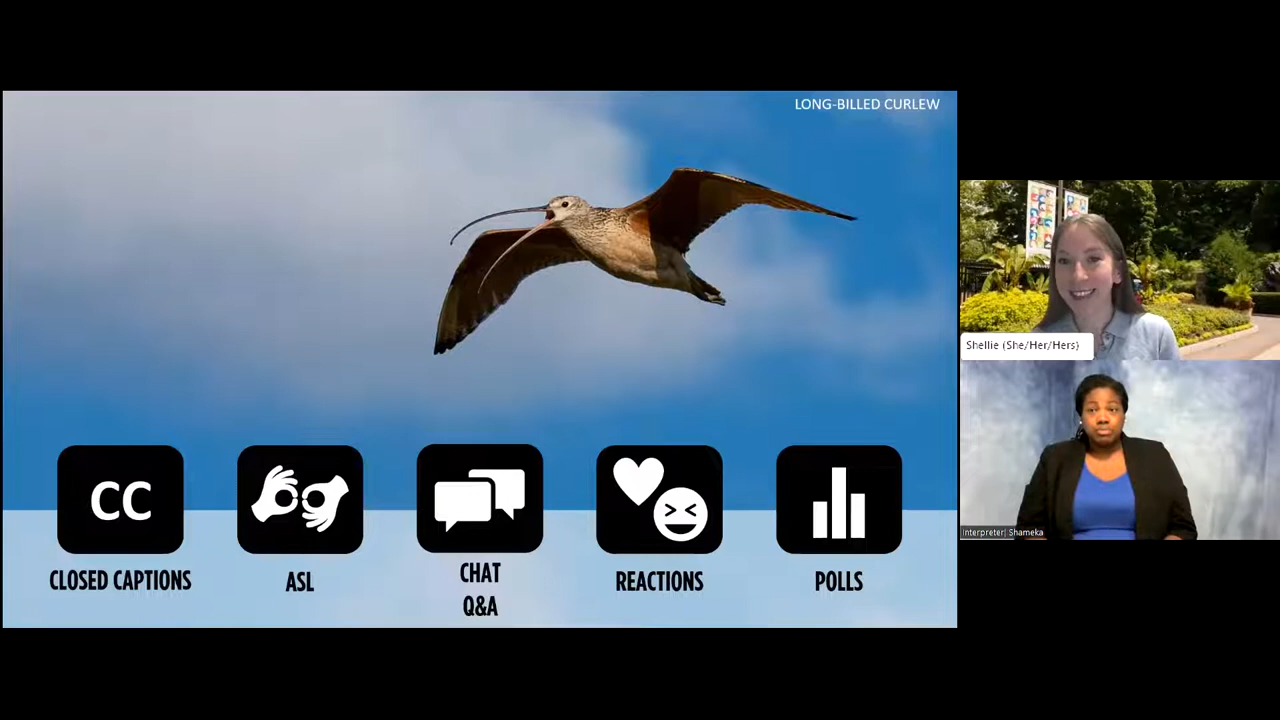 LONG-BILLED CURLEW
CC
CLOSED CAPTIONS
ASL
CHAT
Q&A
REACTIONS
POLLS
Shellie (She/Her/Hers)
Interpreter| Shameka